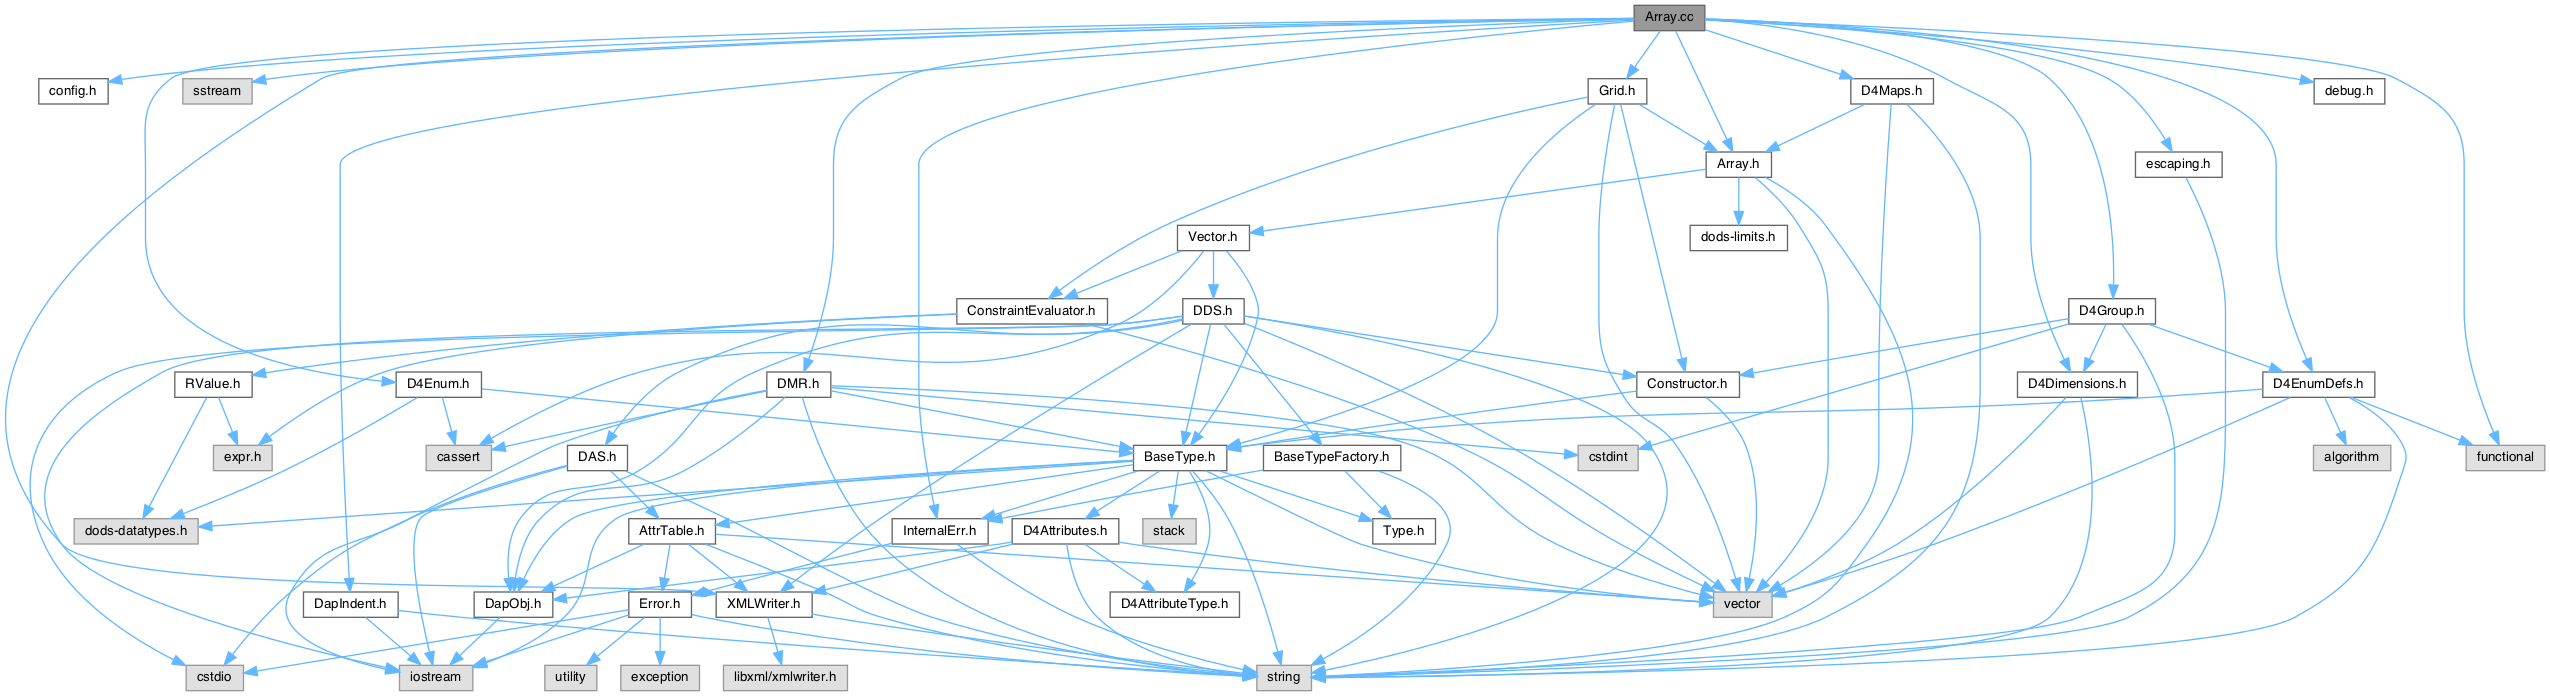 Array.cc
config.h
sstream
Grid.h
D4Maps.h
debug.h
Array.h
escaping.h
Vector.h
dods-limits.h
ConstraintEvaluator.h
DDS.h
D4Group.h
RValue.h
D4Enum.h
DMR.h
Constructor.h
D4Dimensions.h
D4EnumDefs.h
expr.h
cassert
DAS.h
BaseType.h
BaseTypeFactory.h
cstdint
algorithm
functional
dods-datatypes.h
AttrTable.h
InternalErr.h
D4Attributes.h
stack
Type.h
DapIndent.h
DapObj.h
Error.h
XMLWriter.h
D4AttributeType.h
vector
cstdio
iostream
utility
exception
libxml/xmlwriter.h
string